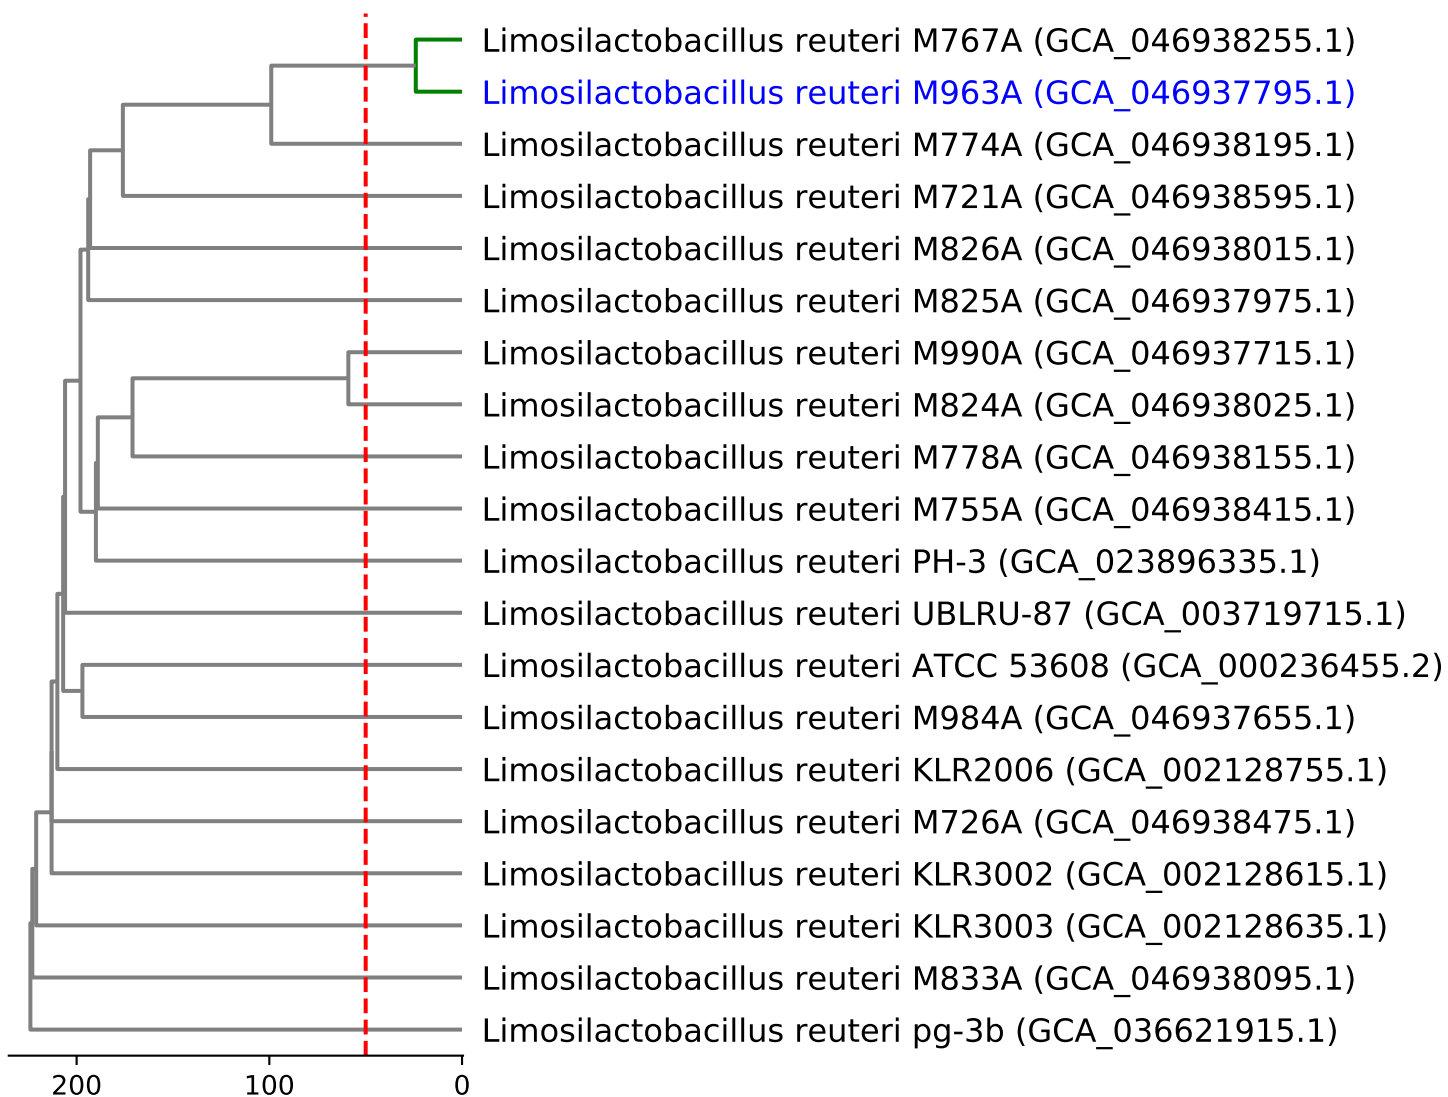 Limosilactobacillus reuteri M767A (GCA_046938255.1)
Limosilactobacillus reuteri M963A (GCA_046937795.1)
Limosilactobacillus reuteri M774A (GCA_046938195.1)
Limosilactobacillus reuteri M721A (GCA_046938595.1)
Limosilactobacillus reuteri M826A (GCA_046938015.1)
Limosilactobacillus reuteri M825A (GCA_046937975.1)
Limosilactobacillus reuteri M990A (GCA_046937715.1)
Limosilactobacillus reuteri M824A (GCA_046938025.1)
Limosilactobacillus reuteri M778A (GCA_046938155.1)
Limosilactobacillus reuteri M755A (GCA_046938415.1)
Limosilactobacillus reuteri PH-3 (GCA_023896335.1)
Limosilactobacillus reuteri UBLRU-87 (GCA_003719715.1)
Limosilactobacillus reuteri ATCC 53608 (GCA_000236455.2)
Limosilactobacillus reuteri M984A (GCA_046937655.1)
Limosilactobacillus reuteri KLR2006 (GCA_002128755.1)
Limosilactobacillus reuteri M726A (GCA_046938475.1)
Limosilactobacillus reuteri KLR3002 (GCA_002128615.1)
Limosilactobacillus reuteri KLR3003 (GCA_002128635.1)
Limosilactobacillus reuteri M833A (GCA_046938095.1)
Limosilactobacillus reuteri pg-3b (GCA_036621915.1)
200 100 0